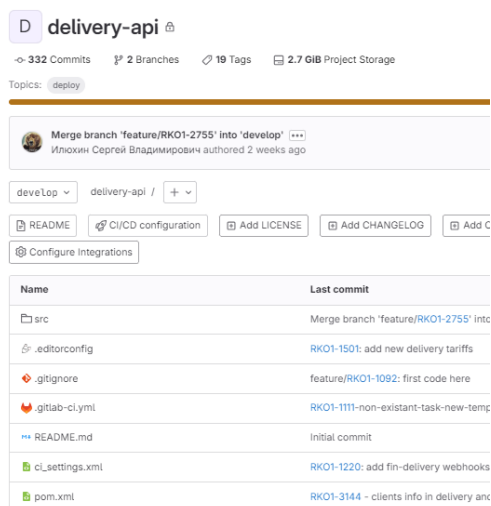 D delivery-api
332 Commits 2 Branches 19 Tags 2.7 GiB Project Storage
Topics: deploy
Merge branch 'feature/RKO1-2755' into 'develop' •••
Илюхин Сергей Владимирович authored 2 weeks ago
develop delivery-api / +
README CI/CD configuration Add LICENSE Add CHANGELOG Add C
Configure Integrations
Name Last commit
src Merge branch 'feature/RKO1-2755' into
.editorconfig RKO1-1501: add new delivery tariffs
.gitignore feature/RKO1-1092: first code here
.gitlab-ci.yml RKO1-1111-non-existant-task-new-temp
README.md Initial commit
ci_settings.xml RKO1-1220: add fin-delivery webhooks
pom.xml RKO1-3144 - clients info in delivery and